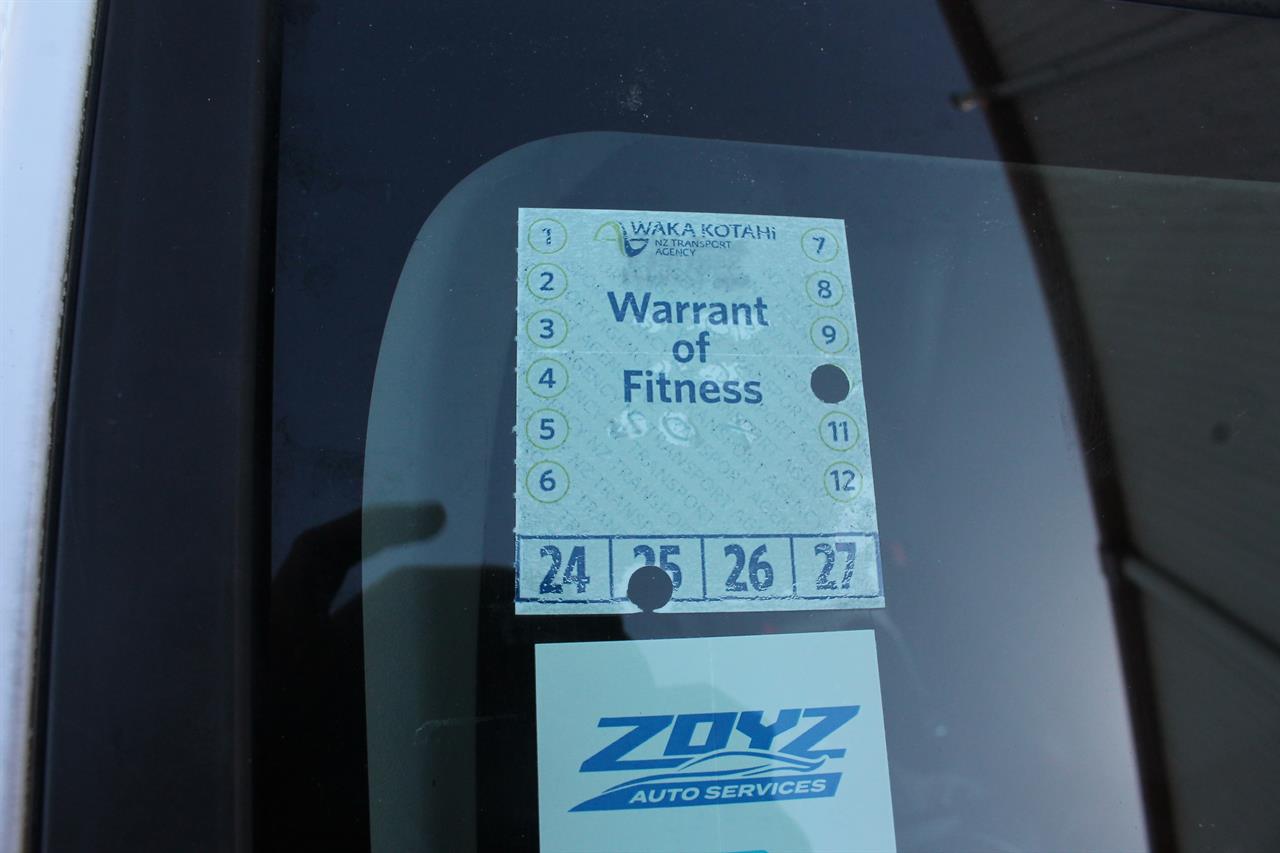 WAKA KOTAHI
NZ TRANSPORT
AGENCY
Warrant
of
Fitness
1
2
3
4
5
6
7
8
9
11
12
24 25 26 27
ZOYZ
AUTO SERVICES